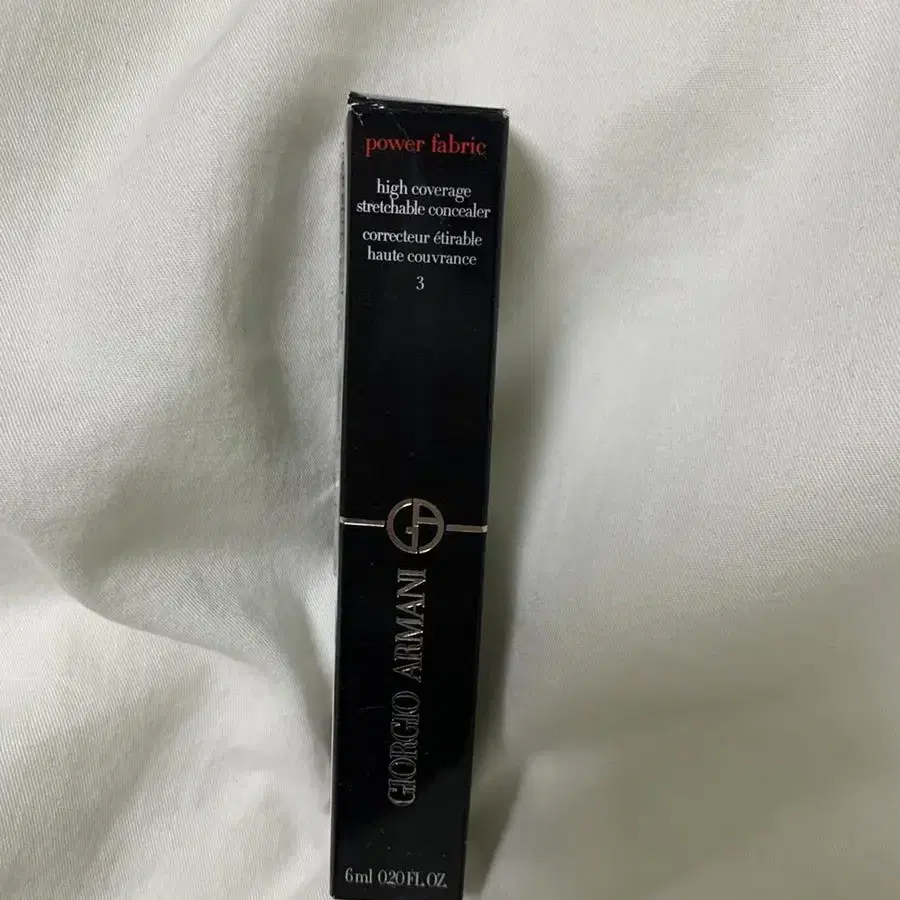 power fabric
high coverage
stretchable concealer
correcteur étirable
haute couvrance
3
GA
GIORGIO ARMANI
6 ml 0.20 FL. OZ.